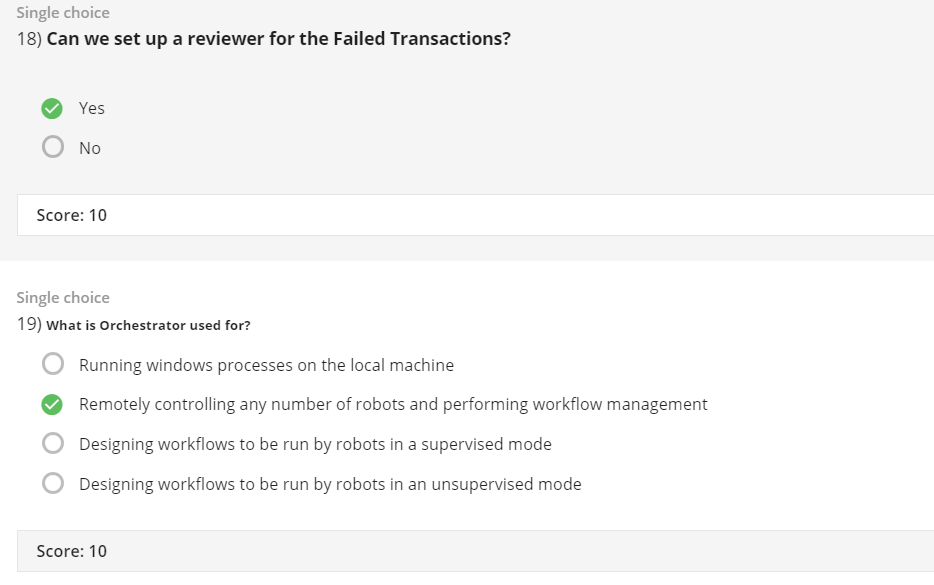 Single choice
18) Can we set up a reviewer for the Failed Transactions?
Yes
No
Score: 10
Single choice
19) What is Orchestrator used for?
Running windows processes on the local machine
Remotely controlling any number of robots and performing workflow management
Designing workflows to be run by robots in a supervised mode
Designing workflows to be run by robots in an unsupervised mode
Score: 10